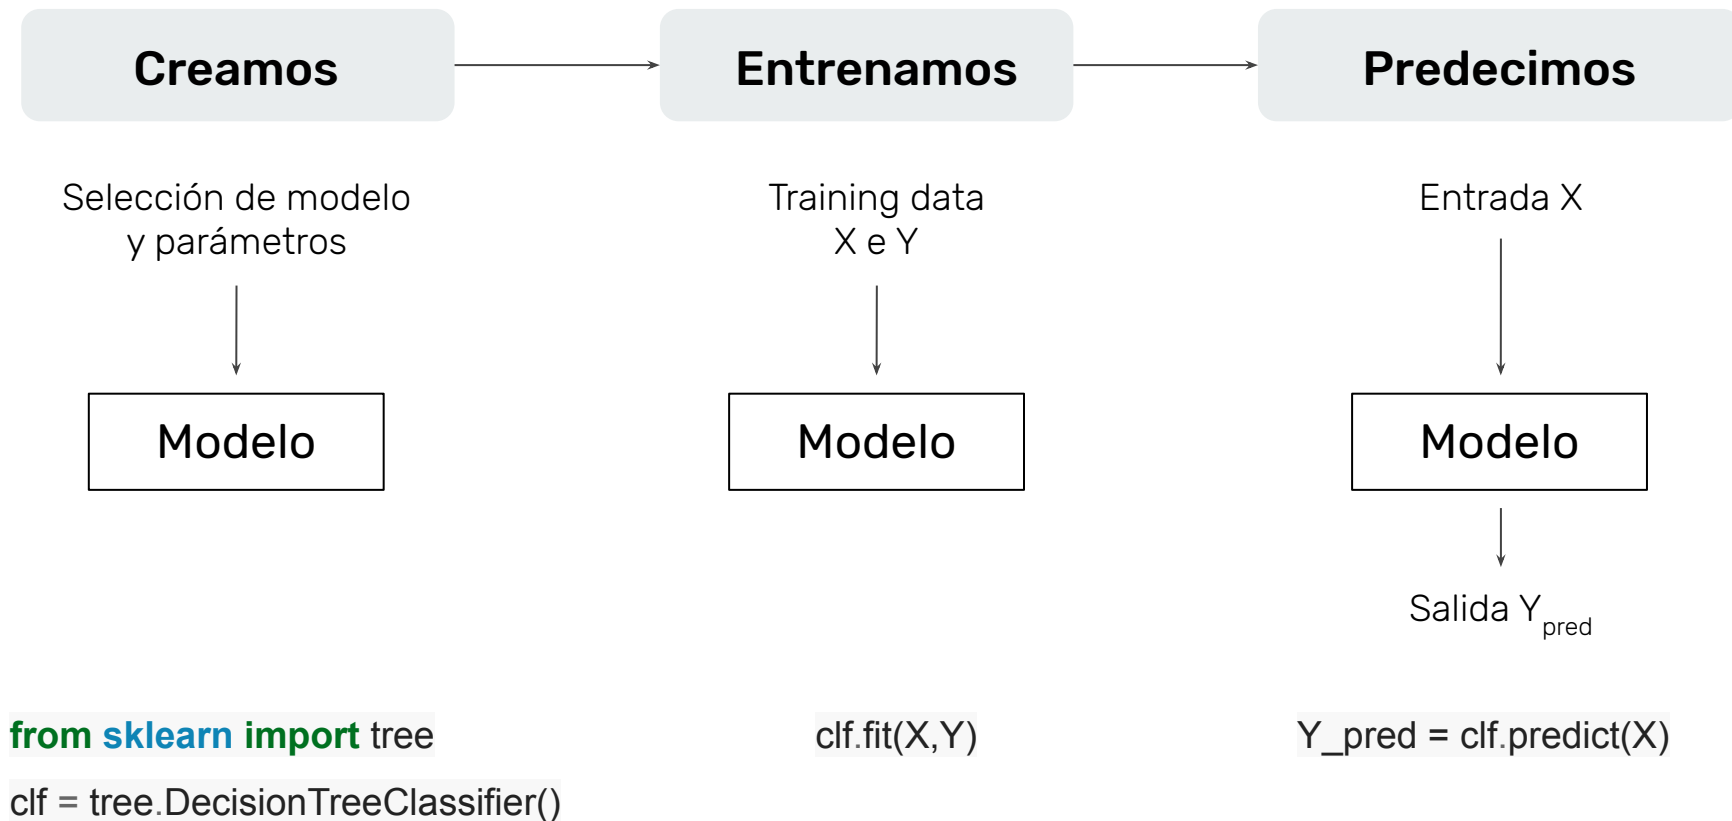 Creamos
Entrenamos
Predecimos
Selección de modelo
y parámetros
Training data
X e Y
Entrada X
Modelo
Modelo
Modelo
Salida Y pred
from sklearn import tree
clf = tree.DecisionTreeClassifier()
clf.fit(X,Y)
Y_pred = clf.predict(X)